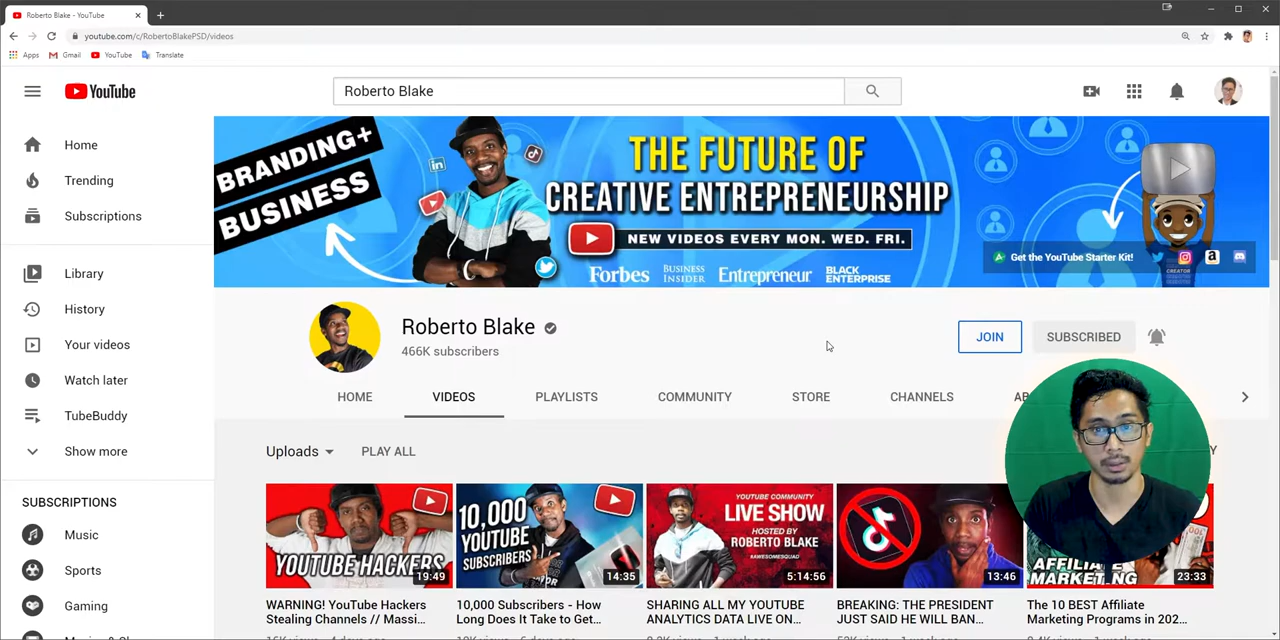 Roberto Blake - YouTube
youtube.com/c/RobertoBlakePSD/videos
Apps Gmail YouTube Translate
YouTube
Roberto Blake
Home
Trending
Subscriptions
Library
History
Your videos
Watch later
TubeBuddy
Show more
SUBSCRIPTIONS
Music
Sports
Gaming
BRANDING+
BUSINESS
THE FUTURE OF
CREATIVE ENTREPRENEURSHIP
NEW VIDEOS EVERY MON. WED. FRI.
Forbes BUSINESS INSIDER Entrepreneur BLACK ENTERPRISE
Get the YouTube Starter Kit!
CREATOR
Roberto Blake
466K subscribers
JOIN
SUBSCRIBED
HOME VIDEOS PLAYLISTS COMMUNITY STORE CHANNELS
Uploads PLAY ALL
YOUTUBE HACKERS
19:49
10,000
YOUTUBE
SUBSCRIBERS
14:35
YOUTUBE COMMUNITY
LIVE SHOW
HOSTED BY
ROBERTO BLAKE
#AWESOMESQUAD
5:14:56
13:46
AFFILIATE
MARKETING
23:33
WARNING! YouTube Hackers
Stealing Channels // Massi...
10,000 Subscribers - How
Long Does It Take to Get...
SHARING ALL MY YOUTUBE
ANALYTICS DATA LIVE ON...
BREAKING: THE PRESIDENT
JUST SAID HE WILL BAN...
The 10 BEST Affiliate
Marketing Programs in 202...